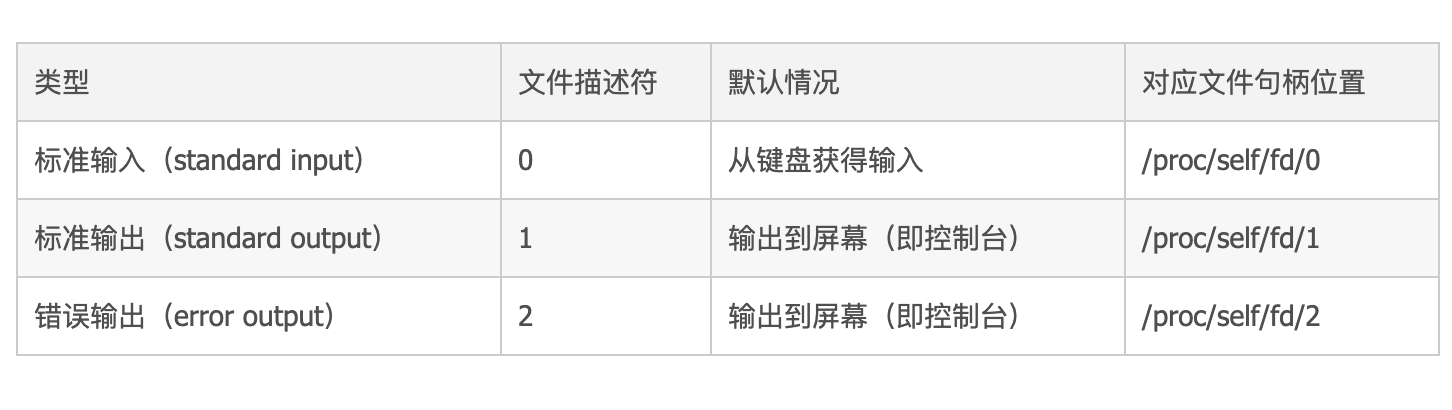 类型 文件描述符 默认情况 对应文件句柄位置
标准输入（standard input） 0 从键盘获得输入 /proc/self/fd/0
标准输出（standard output） 1 输出到屏幕（即控制台） /proc/self/fd/1
错误输出（error output） 2 输出到屏幕（即控制台） /proc/self/fd/2